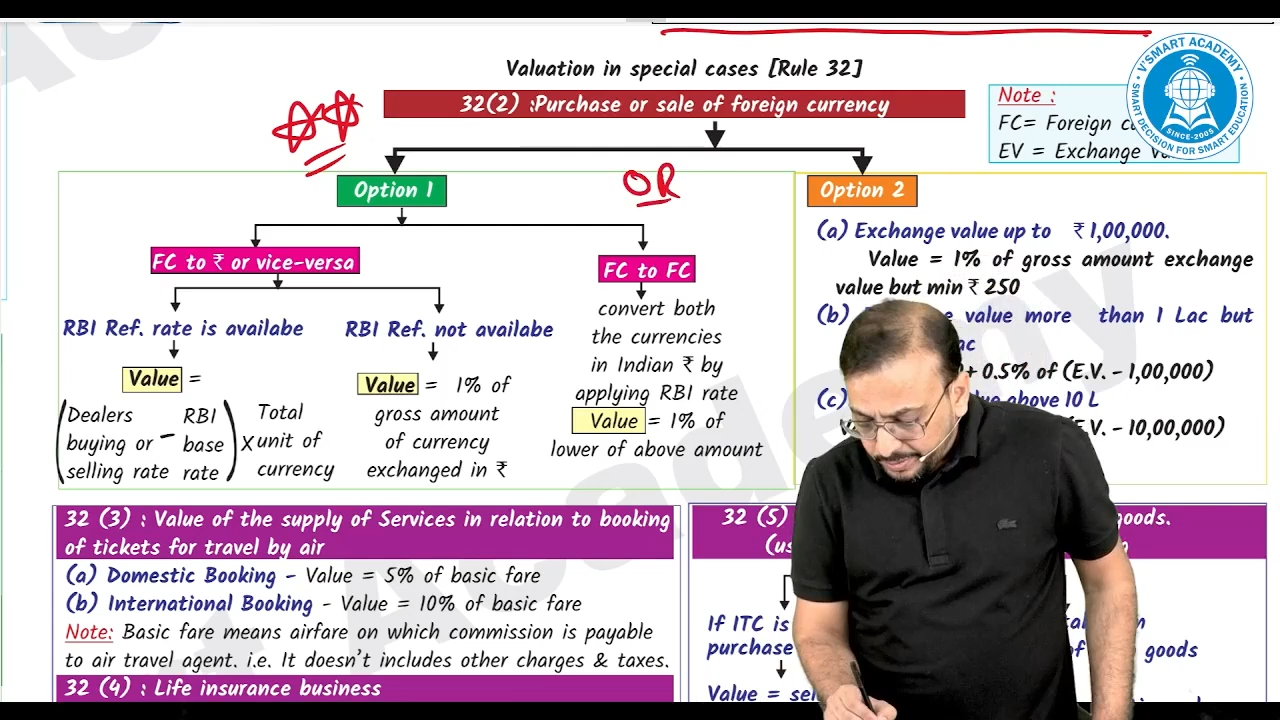 Valuation in special cases [Rule 32]
32(2) :Purchase or sale of foreign currency
Note :
FC= Foreign
EV = Exchange
V'SMART ACADEMY
SINCE-2005
SMART DECISION FOR SMART EDUCATION
Option 1
OR
Option 2
FC to ₹ or vice-versa
FC to FC
RBI Ref. rate is availabe
Value =
(Dealers buying or selling rate – RBI base rate) X Total unit of currency
RBI Ref. not availabe
Value = 1% of
gross amount
of currency
exchanged in ₹
convert both
the currencies
in Indian ₹ by
applying RBI rate
Value = 1% of
lower of above amount
(a) Exchange value up to ₹ 1,00,000.
Value = 1% of gross amount exchange
value but min ₹ 250
(b) value more than 1 Lac but
+ 0.5% of (E.V. - 1,00,000)
(c) above 10 L
(E.V. - 10,00,000)
32 (3) : Value of the supply of Services in relation to booking
of tickets for travel by air
(a) Domestic Booking - Value = 5% of basic fare
(b) International Booking - Value = 10% of basic fare
Note: Basic fare means airfare on which commission is payable
to air travel agent. i.e. It doesn't includes other charges & taxes.
32 (4) : Life insurance business
32 (5) goods.
If ITC is
purchase of goods
Value =
Academy